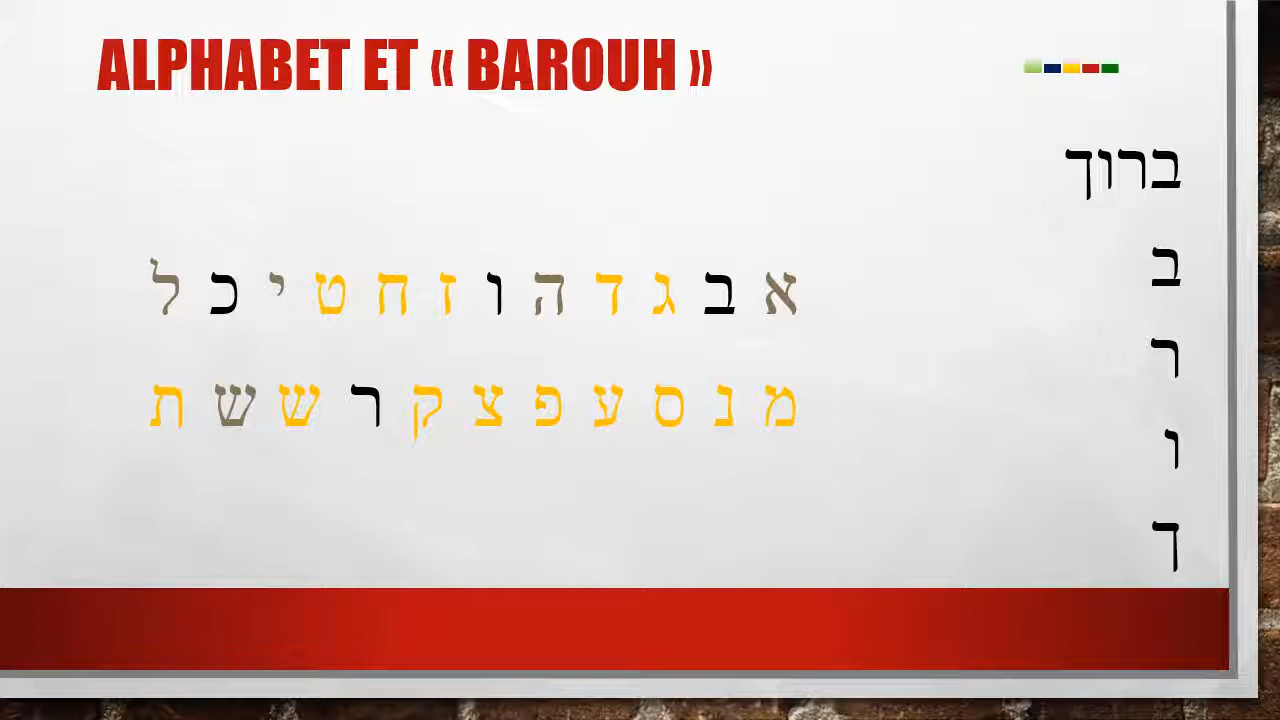 ALPHABET ET « BAROUH »
ברוך
א ב ג ד ה ו ז ח ט י כ ל
מ נ ס ע פ צ ק ר ש ש ת
ב
ר
ו
ך